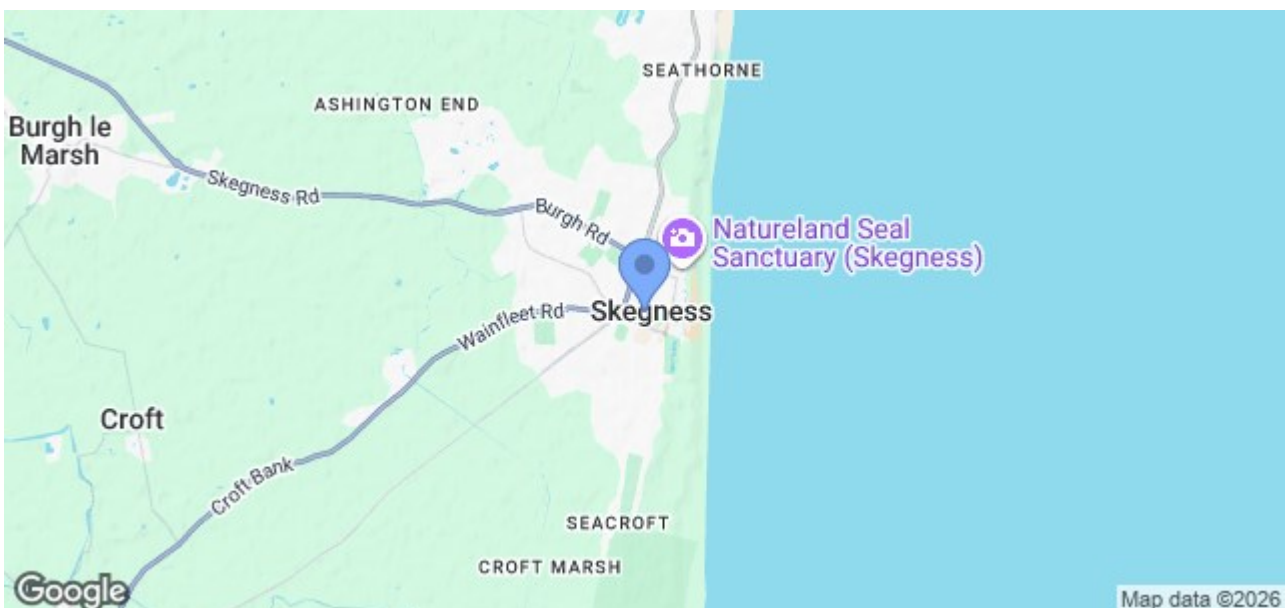 SEATHORNE
ASHINGTON END
Burgh le
Marsh
Skegness Rd
Burgh Rd
Natureland Seal
Sanctuary (Skegness)
Skegness
Wainfleet Rd
Croft
Croft Bank
SEACROFT
CROFT MARSH
Google
Map data ©2026